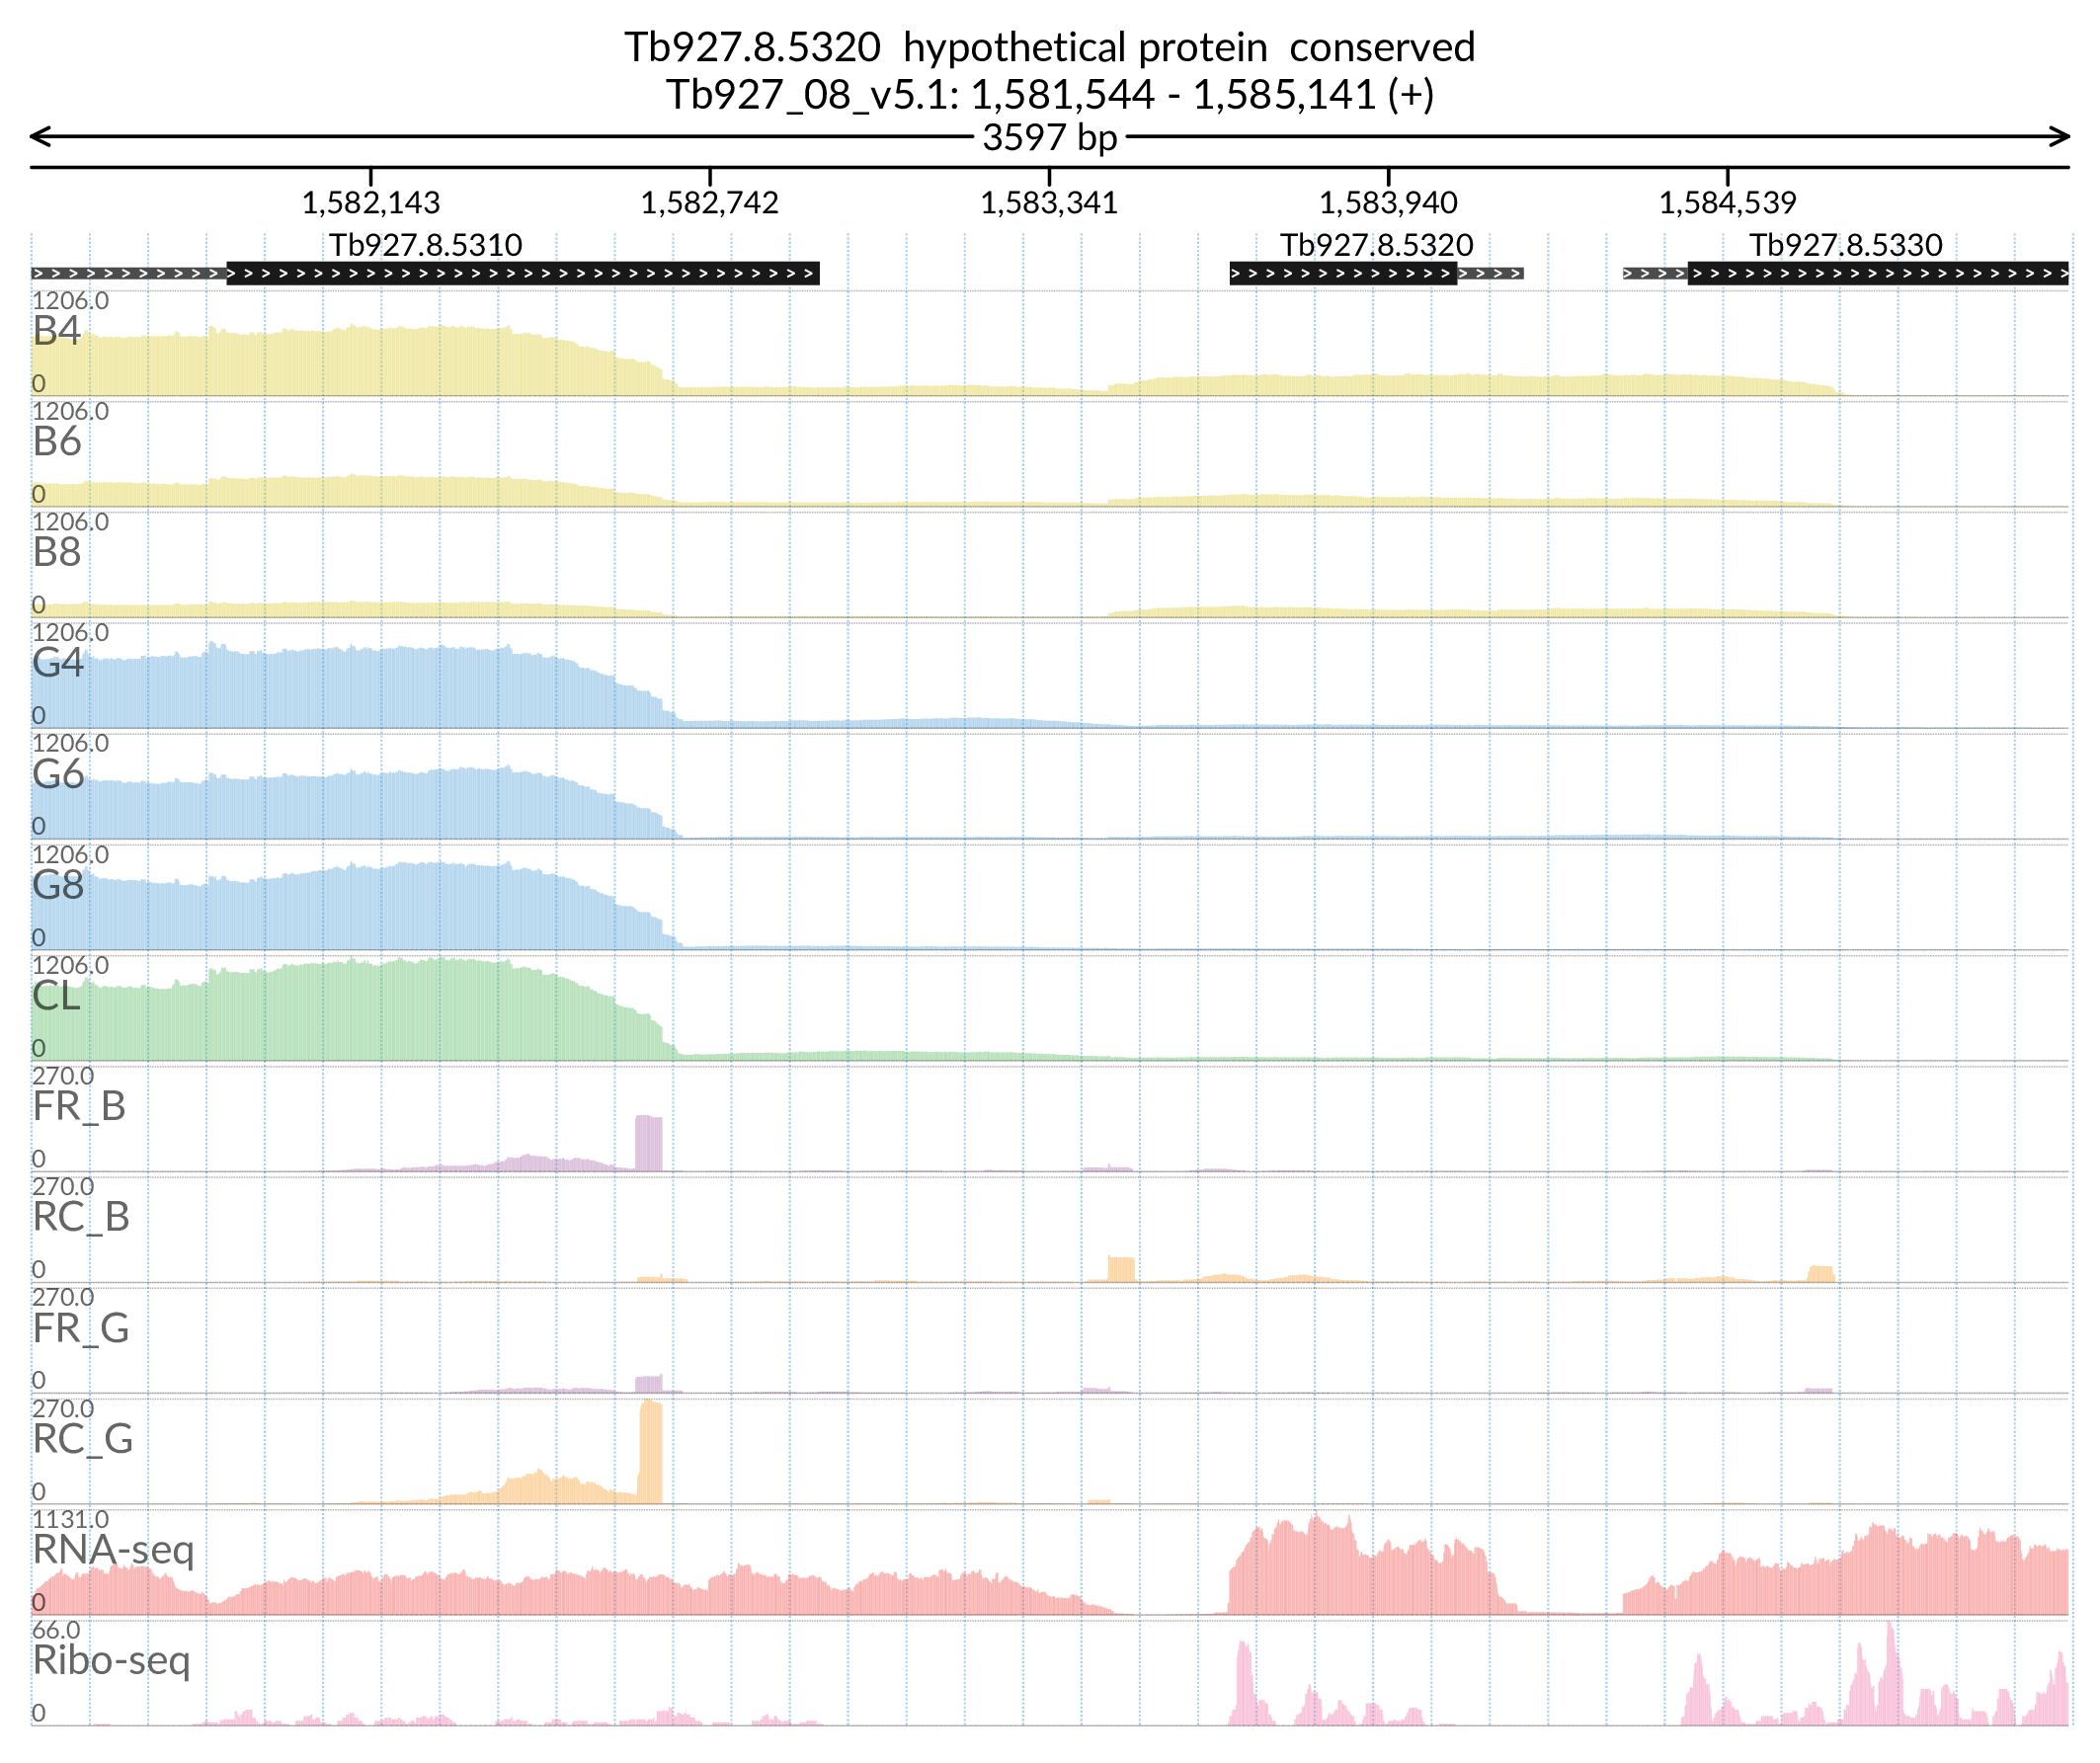 Tb927.8.5320 hypothetical protein conserved
Tb927_08_v5.1: 1,581,544 - 1,585,141 (+)
3597 bp
1,582,143 1,582,742 1,583,341 1,583,940 1,584,539
Tb927.8.5310 Tb927.8.5320 Tb927.8.5330
1206.0
B4
0
1206.0
B6
0
1206.0
B8
0
1206.0
G4
0
1206.0
G6
0
1206.0
G8
0
1206.0
CL
0
270.0
FR_B
0
270.0
RC_B
0
270.0
FR_G
0
270.0
RC_G
0
1131.0
RNA-seq
0
66.0
Ribo-seq
0